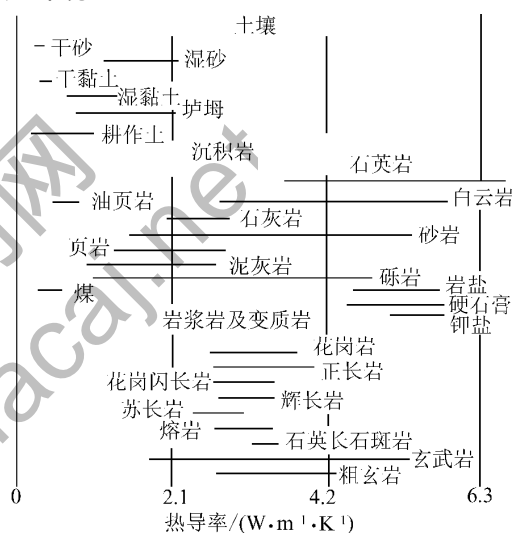 土壤
干砂
湿砂
干黏土
湿黏土
垆坶
耕作土
沉积岩
石英岩
油页岩
白云岩
石灰岩
砂岩
页岩
泥灰岩
砾岩
煤
岩盐
硬石膏
钾盐
岩浆岩及变质岩
花岗岩
正长岩
花岗闪长岩
辉长岩
苏长岩
熔岩
石英长石斑岩
玄武岩
粗玄岩
0 2.1 4.2 6.3
热导率/(W·m⁻¹·K⁻¹)
网
macaj.net